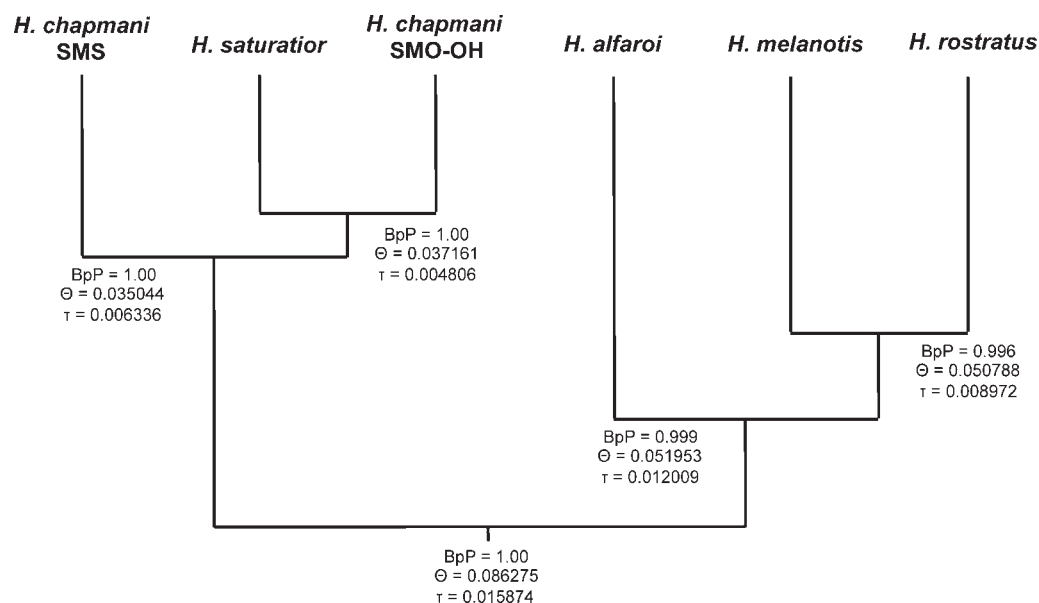 H. chapmani
SMS
H. saturatior
H. chapmani
SMO-OH
H. alfaroi
H. melanotis
H. rostratus
BpP = 1.00
Θ = 0.037161
τ = 0.004806
BpP = 1.00
Θ = 0.035044
τ = 0.006336
BpP = 0.996
Θ = 0.050788
τ = 0.008972
BpP = 0.999
Θ = 0.051953
τ = 0.012009
BpP = 1.00
Θ = 0.086275
τ = 0.015874